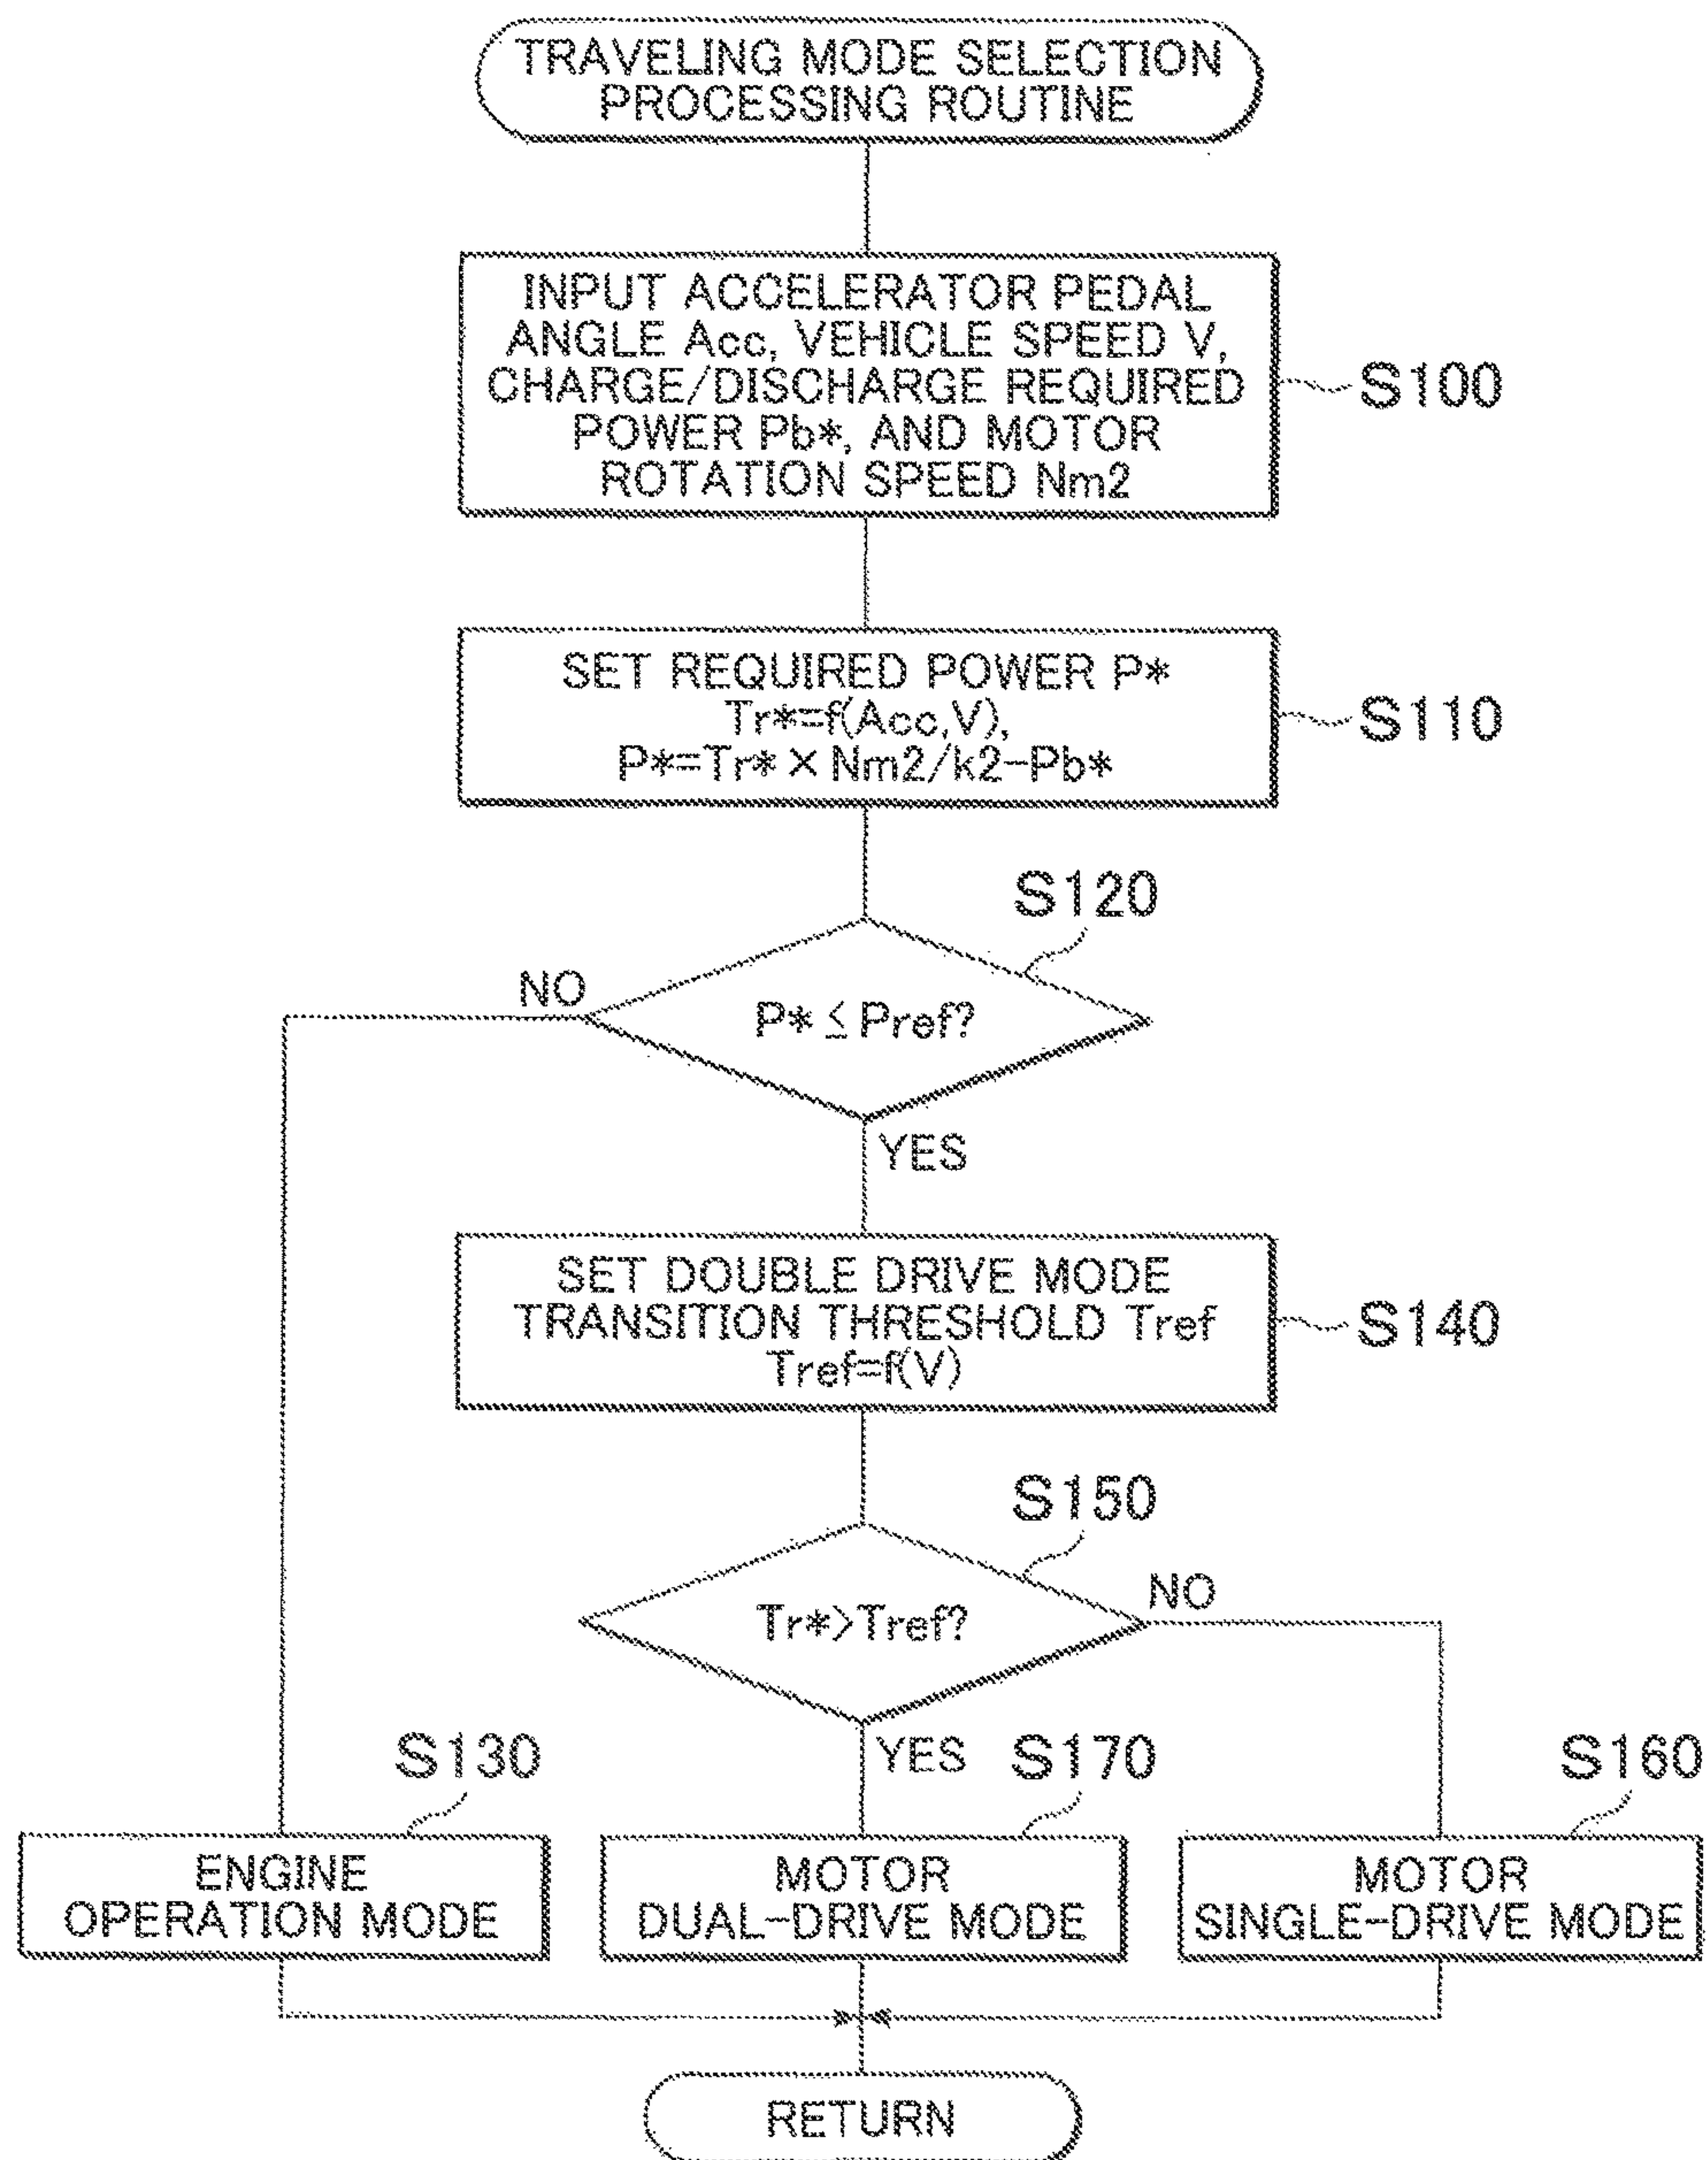 TRAVELING MODE SELECTION
PROCESSING ROUTINE
INPUT ACCELERATOR PEDAL
ANGLE Acc, VEHICLE SPEED V,
CHARGE/DISCHARGE REQUIRED
POWER Pb*, AND MOTOR
ROTATION SPEED Nm2
S100
SET REQUIRED POWER P*
Tr*=f(Acc,V),
P*=Tr*×Nm2/k2-Pb*
S110
S120
NO
P*≦Pref?
YES
SET DOUBLE DRIVE MODE
TRANSITION THRESHOLD Tref
Tref=f(V)
S140
S150
NO
Tr*>Tref?
YES
S130
S170
S160
ENGINE
OPERATION MODE
MOTOR
DUAL-DRIVE MODE
MOTOR
SINGLE-DRIVE MODE
RETURN